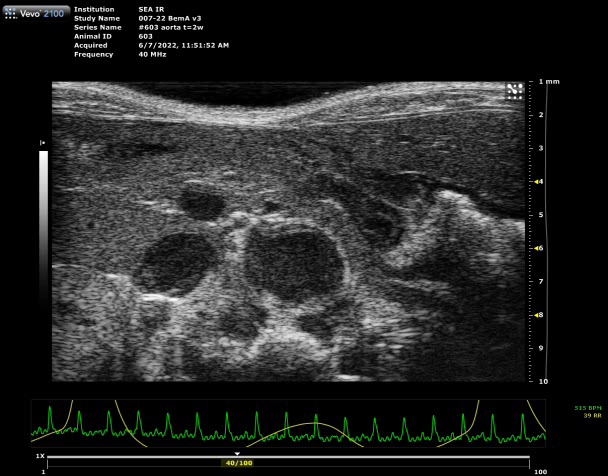 Vevo 2100
Institution SEA IR
Study Name 007-22 BemA v3
Series Name #603 aorta t=2w
Animal ID 603
Acquired 6/7/2022, 11:51:52 AM
Frequency 40 MHz
1 mm
2
3
4
5
6
7
8
9
10
515 BPM
39 RR
1X
40/100
1
100